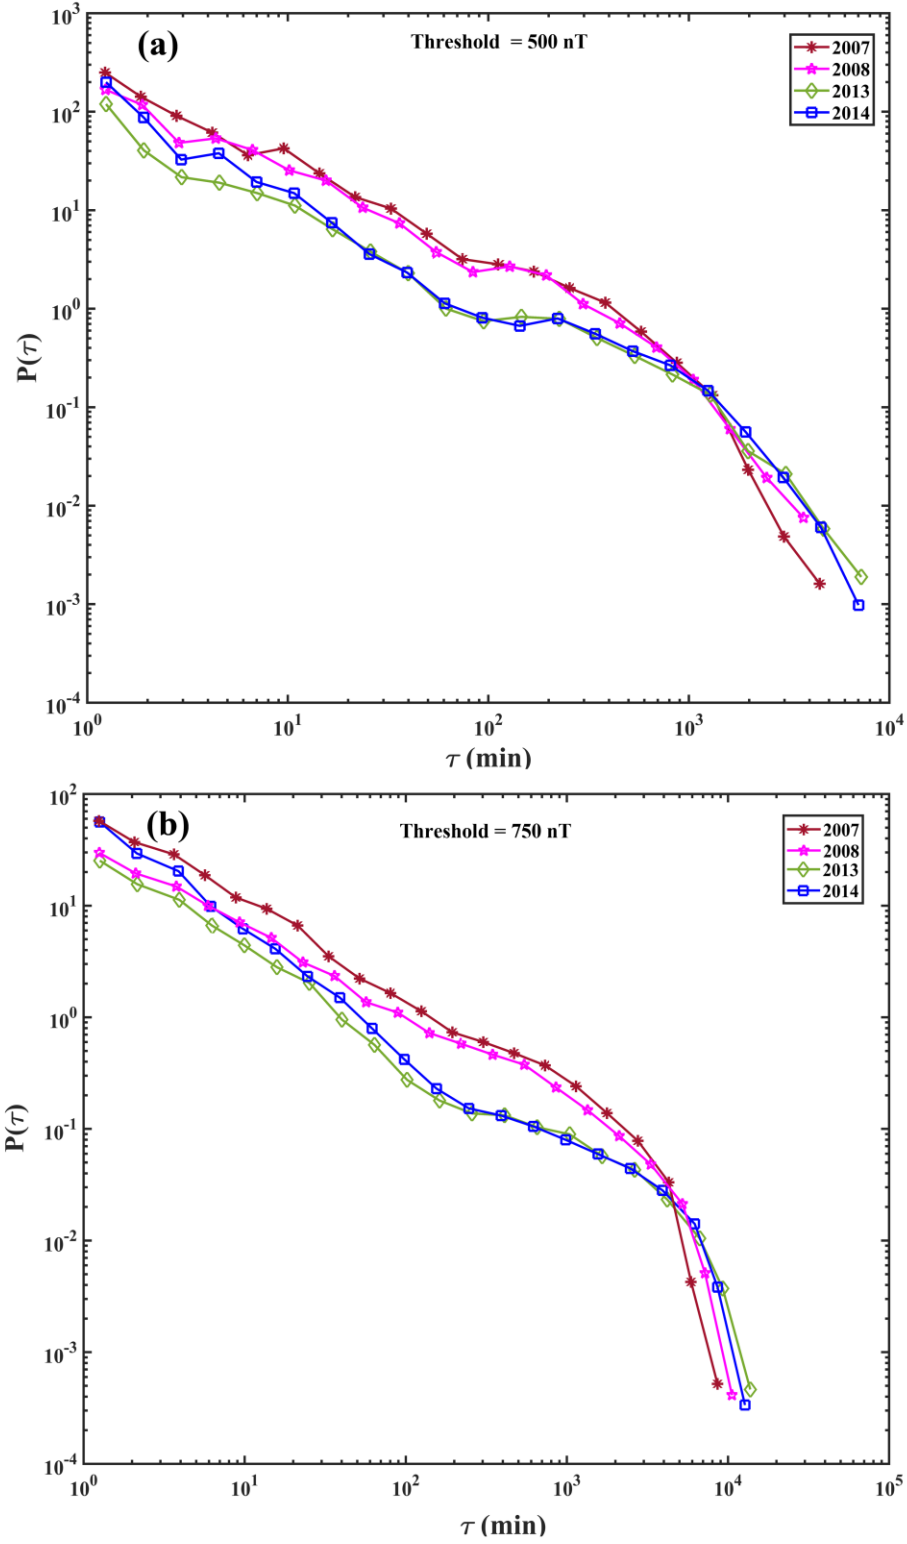 (a)
Threshold = 500 nT
2007
2008
2013
2014
10^3
10^2
10^1
10^0
10^-1
10^-2
10^-3
10^-4
P(τ)
10^0 10^1 10^2 10^3 10^4
τ (min)
(b)
Threshold = 750 nT
2007
2008
2013
2014
10^2
10^1
10^0
10^-1
10^-2
10^-3
10^-4
P(τ)
10^0 10^1 10^2 10^3 10^4 10^5
τ (min)